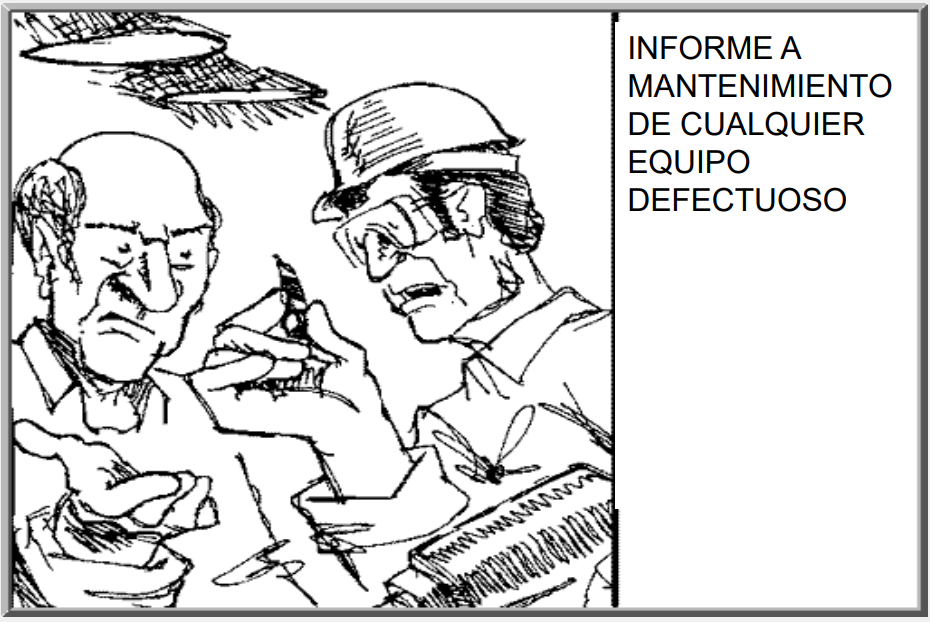 INFORME A
MANTENIMIENTO
DE CUALQUIER
EQUIPO
DEFECTUOSO